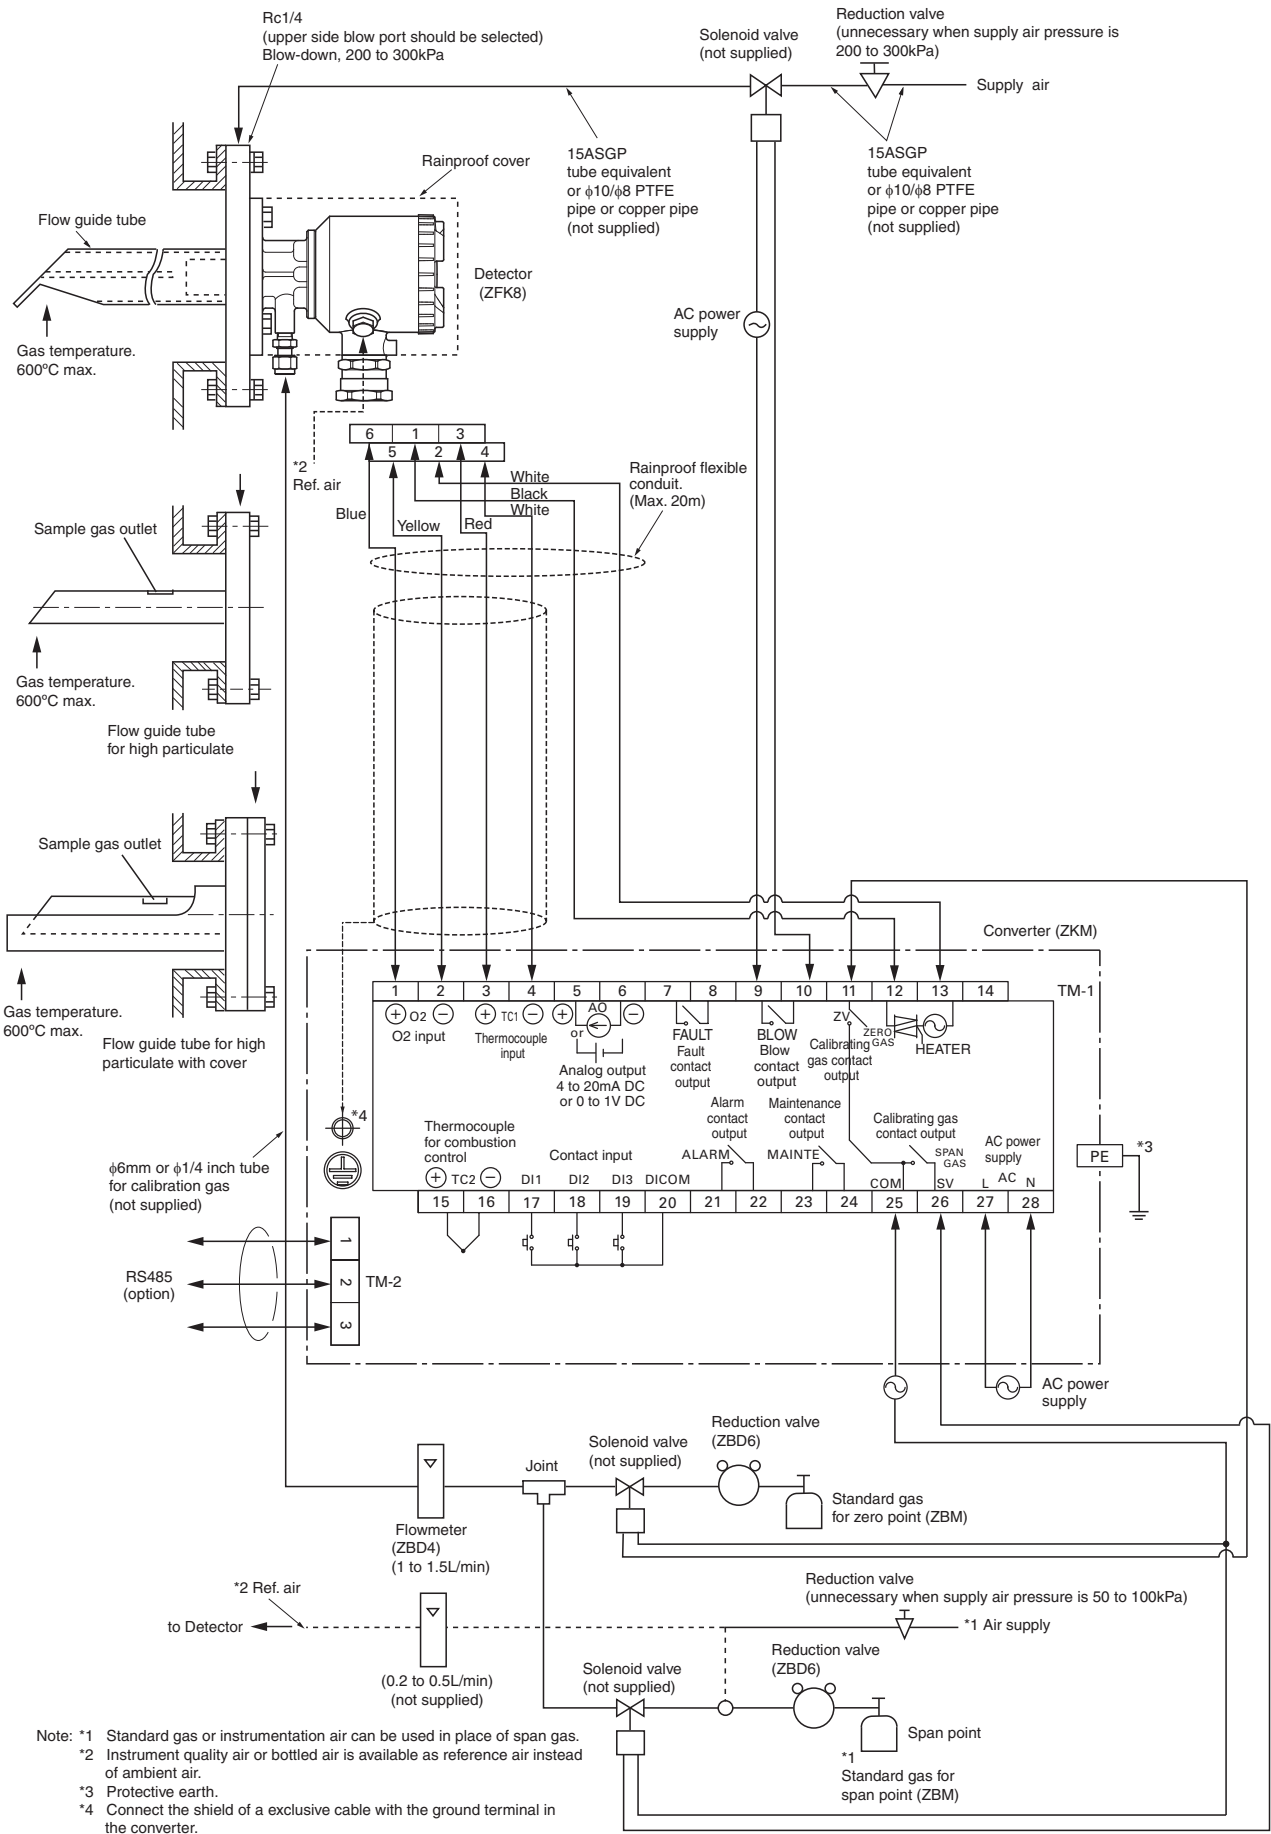 Rc1/4
(upper side blow port should be selected)
Blow-down, 200 to 300kPa
Solenoid valve
(not supplied)
Reduction valve
(unnecessary when supply air pressure is
200 to 300kPa)
Supply air
15ASGP
tube equivalent
or ϕ10/ϕ8 PTFE
pipe or copper pipe
(not supplied)
15ASGP
tube equivalent
or ϕ10/ϕ8 PTFE
pipe or copper pipe
(not supplied)
Rainproof cover
Flow guide tube
Detector
(ZFK8)
AC power
supply
Gas temperature.
600ºC max.
6 1 3
5 2 4
*2
Ref. air
White
Black
White
Blue
Yellow
Red
Rainproof flexible
conduit.
(Max. 20m)
Sample gas outlet
Gas temperature.
600ºC max.
Flow guide tube
for high particulate
Sample gas outlet
Gas temperature.
600ºC max.
Flow guide tube for high
particulate with cover
Converter (ZKM)
1 2 3 4 5 6 7 8 9 10 11 12 13 14
TM-1
+ O2 −
O2 input
+ TC1 −
Thermocouple
input
+ AO −
or
Analog output
4 to 20mA DC
or 0 to 1V DC
FAULT
Fault
contact
output
BLOW
Blow
contact
output
ZV
ZERO
GAS
Calibrating
gas contact
output
HEATER
*4
Thermocouple
for combustion
control
+ TC2 −
Contact input
DI1 DI2 DI3 DICOM
Alarm
contact
output
ALARM
Maintenance
contact
output
MAINTE
Calibrating gas
contact output
SPAN
GAS
COM
SV
AC power
supply
L AC N
15 16 17 18 19 20 21 22 23 24 25 26 27 28
PE
*3
ϕ6mm or ϕ1/4 inch tube
for calibration gas
(not supplied)
RS485
(option)
1
2
3
TM-2
AC power
supply
Reduction valve
(ZBD6)
Solenoid valve
(not supplied)
Joint
Standard gas
for zero point (ZBM)
Flowmeter
(ZBD4)
(1 to 1.5L/min)
*2 Ref. air
to Detector
(0.2 to 0.5L/min)
(not supplied)
Reduction valve
(unnecessary when supply air pressure is 50 to 100kPa)
*1 Air supply
Reduction valve
(ZBD6)
Solenoid valve
(not supplied)
Span point
*1
Standard gas for
span point (ZBM)
Note: *1 Standard gas or instrumentation air can be used in place of span gas.
*2 Instrument quality air or bottled air is available as reference air instead
of ambient air.
*3 Protective earth.
*4 Connect the shield of a exclusive cable with the ground terminal in
the converter.